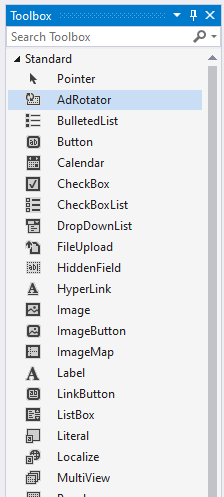 Toolbox
Search Toolbox
Standard
Pointer
AdRotator
BulletedList
Button
Calendar
CheckBox
CheckBoxList
DropDownList
FileUpload
HiddenField
HyperLink
Image
ImageButton
ImageMap
Label
LinkButton
ListBox
Literal
Localize
MultiView